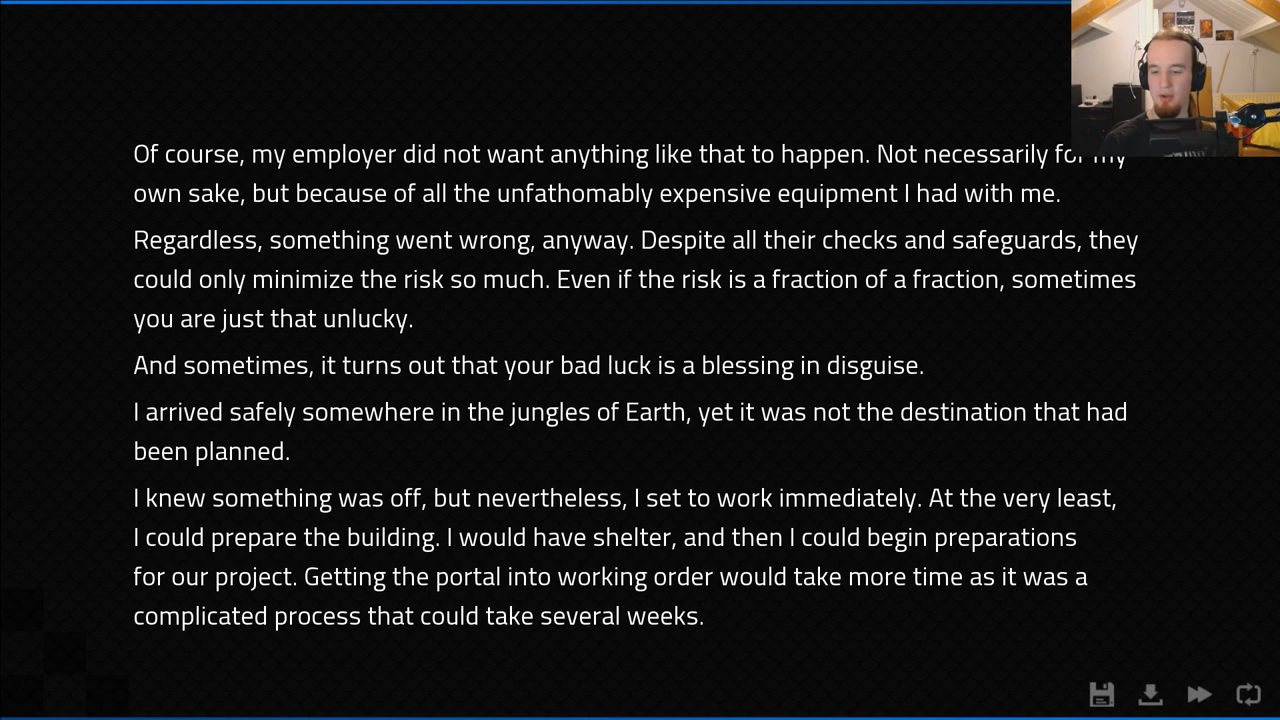 Of course, my employer did not want anything like that to happen. Not necessarily for my
own sake, but because of all the unfathomably expensive equipment I had with me.
Regardless, something went wrong, anyway. Despite all their checks and safeguards, they
could only minimize the risk so much. Even if the risk is a fraction of a fraction, sometimes
you are just that unlucky.
And sometimes, it turns out that your bad luck is a blessing in disguise.
I arrived safely somewhere in the jungles of Earth, yet it was not the destination that had
been planned.
I knew something was off, but nevertheless, I set to work immediately. At the very least,
I could prepare the building. I would have shelter, and then I could begin preparations
for our project. Getting the portal into working order would take more time as it was a
complicated process that could take several weeks.